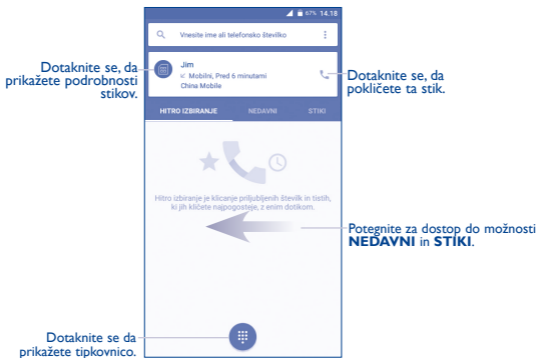 67% 14.18
Vnesite ime ali telefonsko številko
Dotaknite se, da
prikažete podrobnosti
stikov.
Jim
Mobilni, Pred 6 minutami
China Mobile
Dotaknite se, da
pokličete ta stik.
HITRO IZBIRANJE NEDAVNI STIKI
Hitro izbiranje je klicanje priljubljenih številk in tistih,
ki jih kličete najpogosteje, z enim dotikom.
Potegnite za dostop do možnosti
NEDAVNI in STIKI.
Dotaknite se da
prikažete tipkovnico.